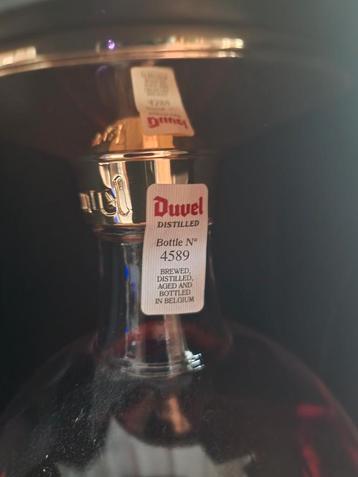 Duvel
DISTILLED
Bottle N°
4589
BREWED,
DISTILLED,
AGED AND
BOTTLED
IN BELGIUM